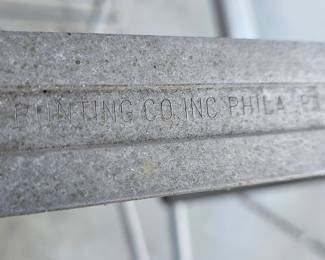 BUNTING CO. INC PHILA. PA